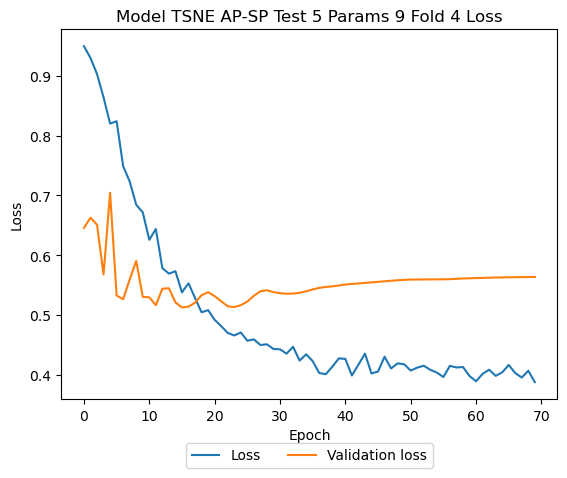 Model TSNE AP-SP Test 5 Params 9 Fold 4 Loss
0.9
0.8
0.7
0.6
0.5
0.4
Loss
0 10 20 30 40 50 60 70
Epoch
Loss Validation loss